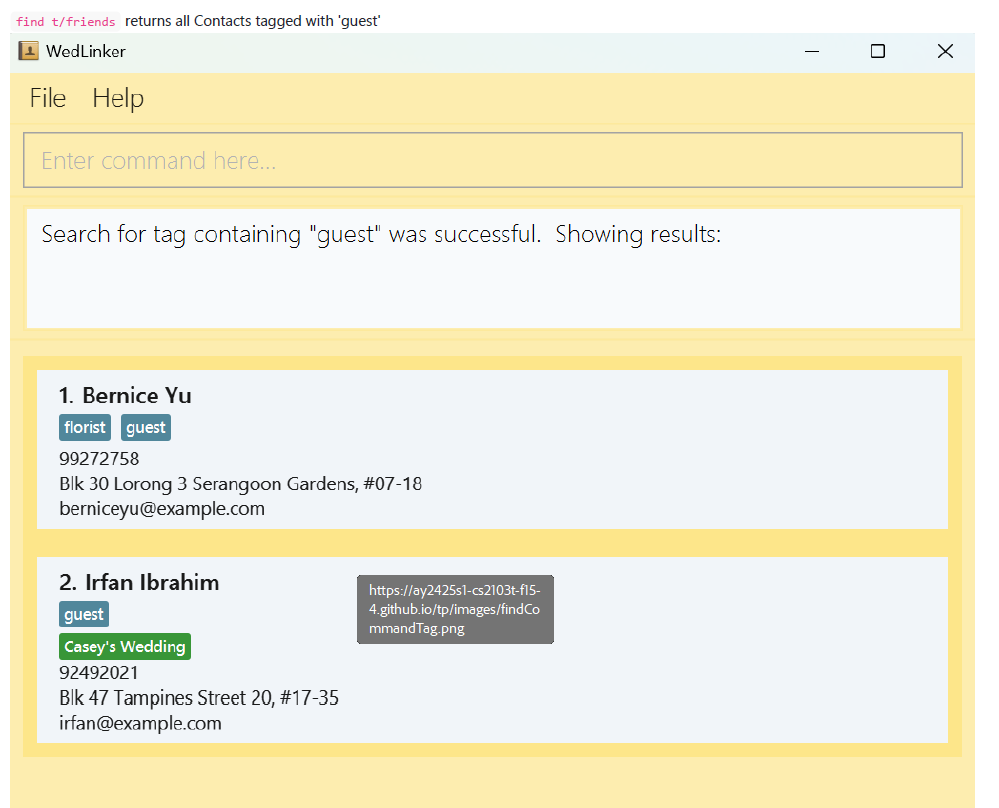 find t/friends returns all Contacts tagged with 'guest'
WedLinker
File Help
Enter command here...
Search for tag containing "guest" was successful. Showing results:
1. Bernice Yu
florist guest
99272758
Blk 30 Lorong 3 Serangoon Gardens, #07-18
berniceyu@example.com
2. Irfan Ibrahim
guest
Casey's Wedding
92492021
Blk 47 Tampines Street 20, #17-35
irfan@example.com
https://ay2425s1-cs2103t-f15-
4.github.io/tp/images/findCo
mmandTag.png